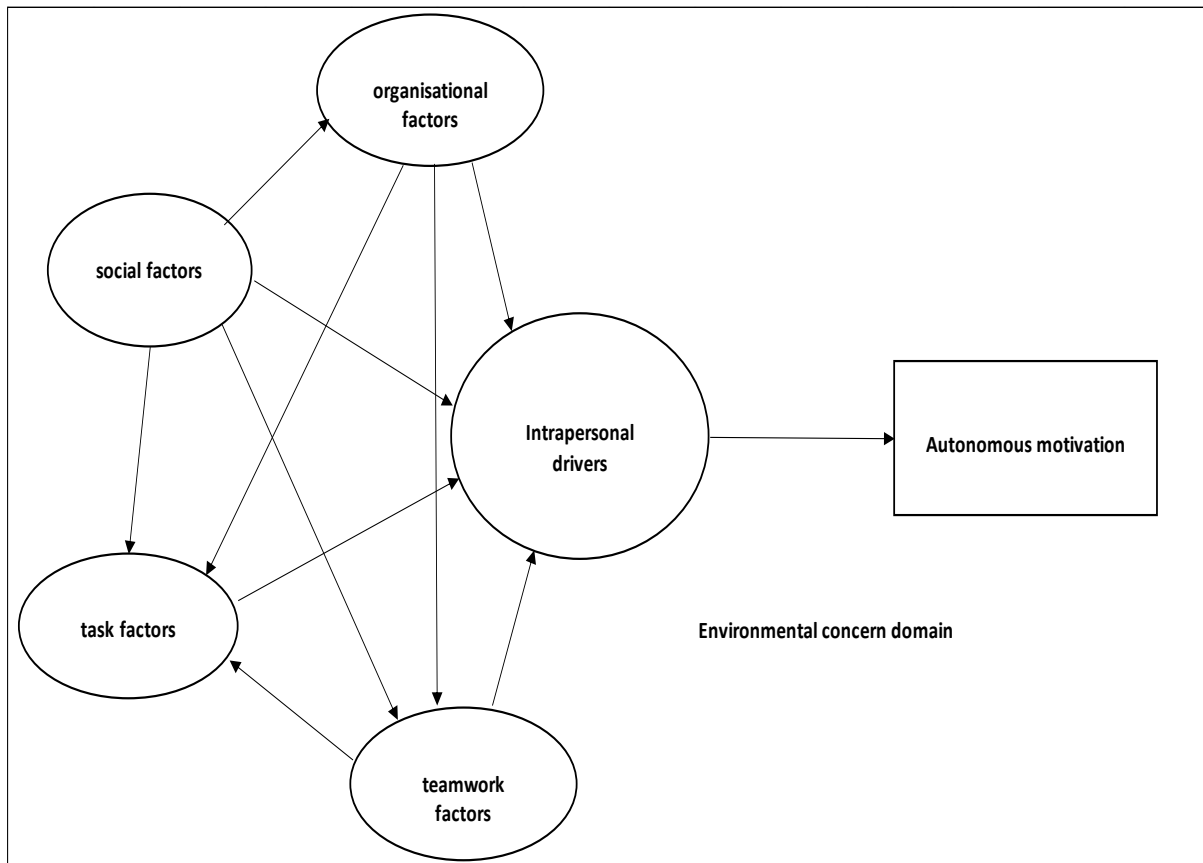 organisational
factors
social factors
Intrapersonal
drivers
Autonomous motivation
task factors
Environmental concern domain
teamwork
factors